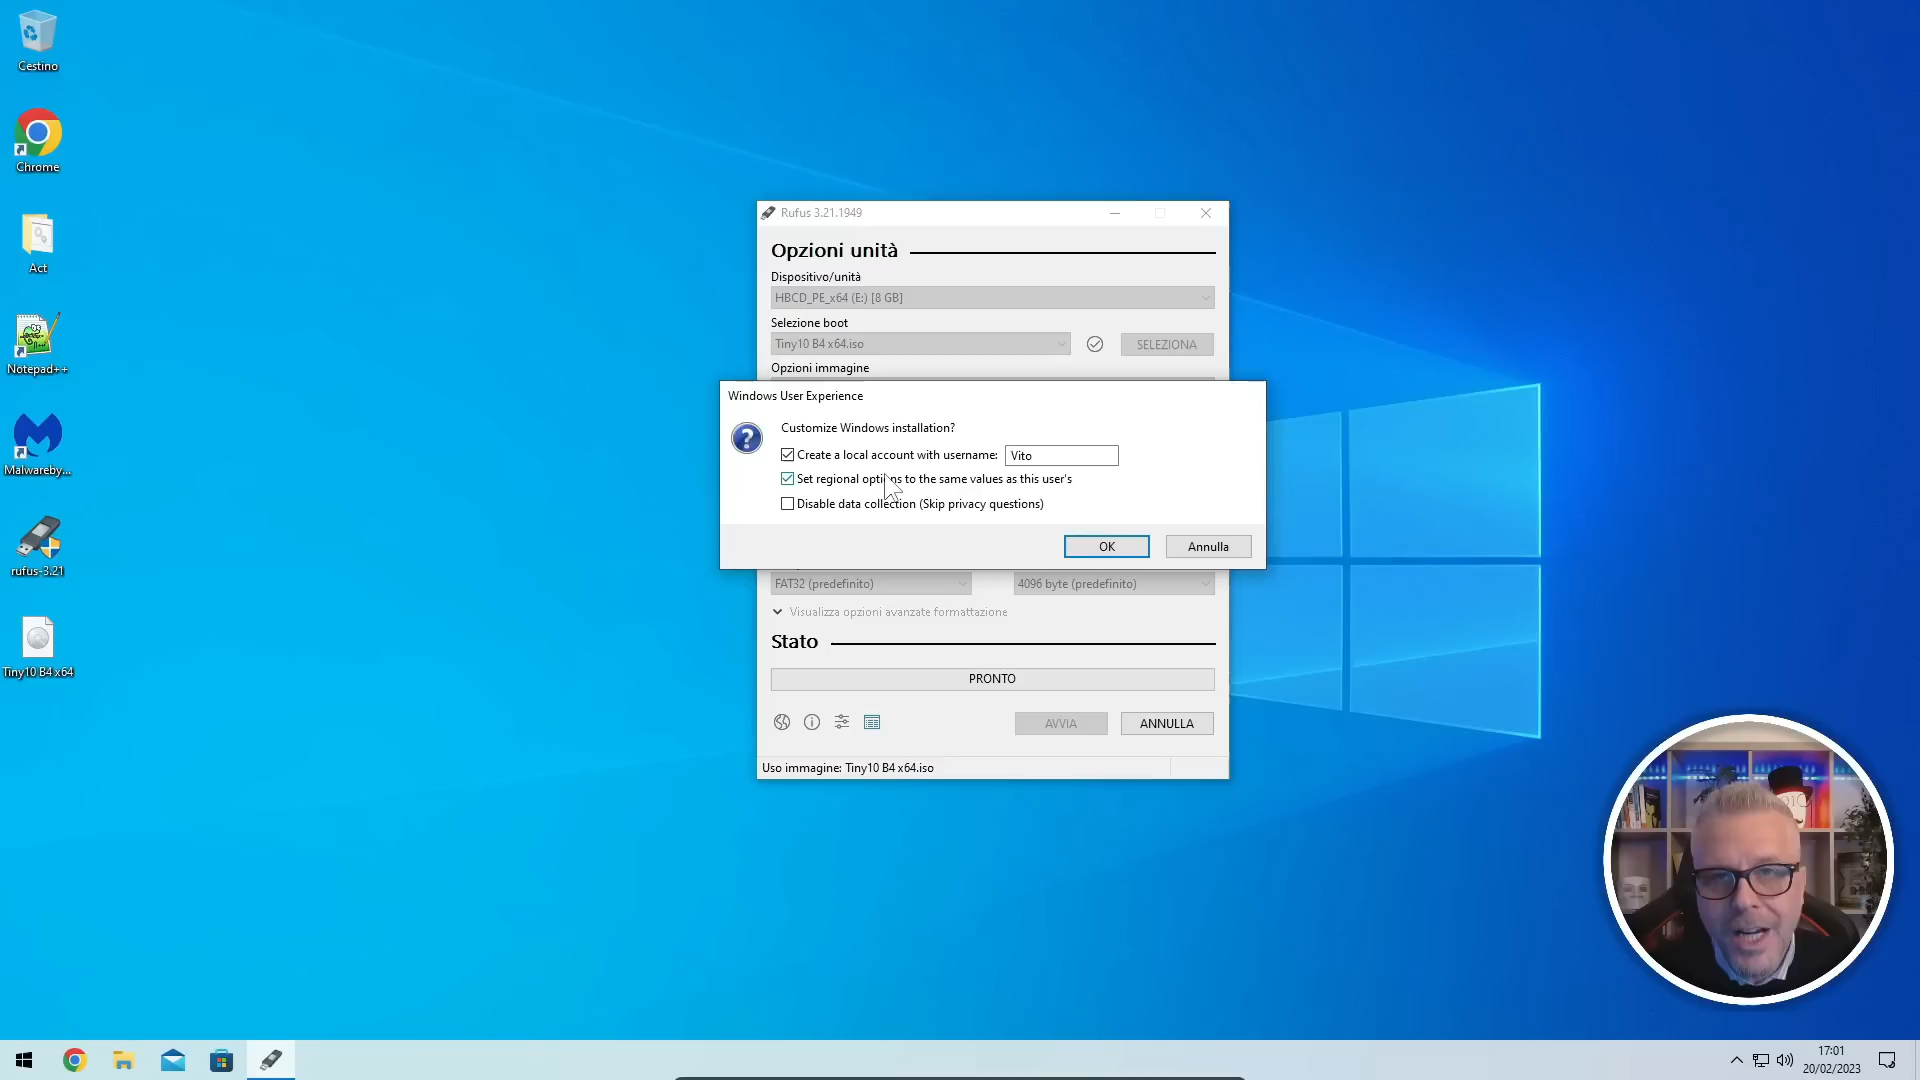 Cestino
Chrome
Act
Notepad++
Malwareby...
rufus-3.21
Tiny10 B4 x64
Rufus 3.21.1949
Opzioni unità
Dispositivo/unità
HBCD_PE_x64 (E:) [8 GB]
Selezione boot
Tiny10 B4 x64.iso
SELEZIONA
Opzioni immagine
Windows User Experience
Customize Windows installation?
Create a local account with username: Vito
Set regional options to the same values as this user's
Disable data collection (Skip privacy questions)
OK
Annulla
FAT32 (predefinito)
4096 byte (predefinito)
Visualizza opzioni avanzate formattazione
Stato
PRONTO
AVVIA
ANNULLA
Uso immagine: Tiny10 B4 x64.iso
17:01
20/02/2023